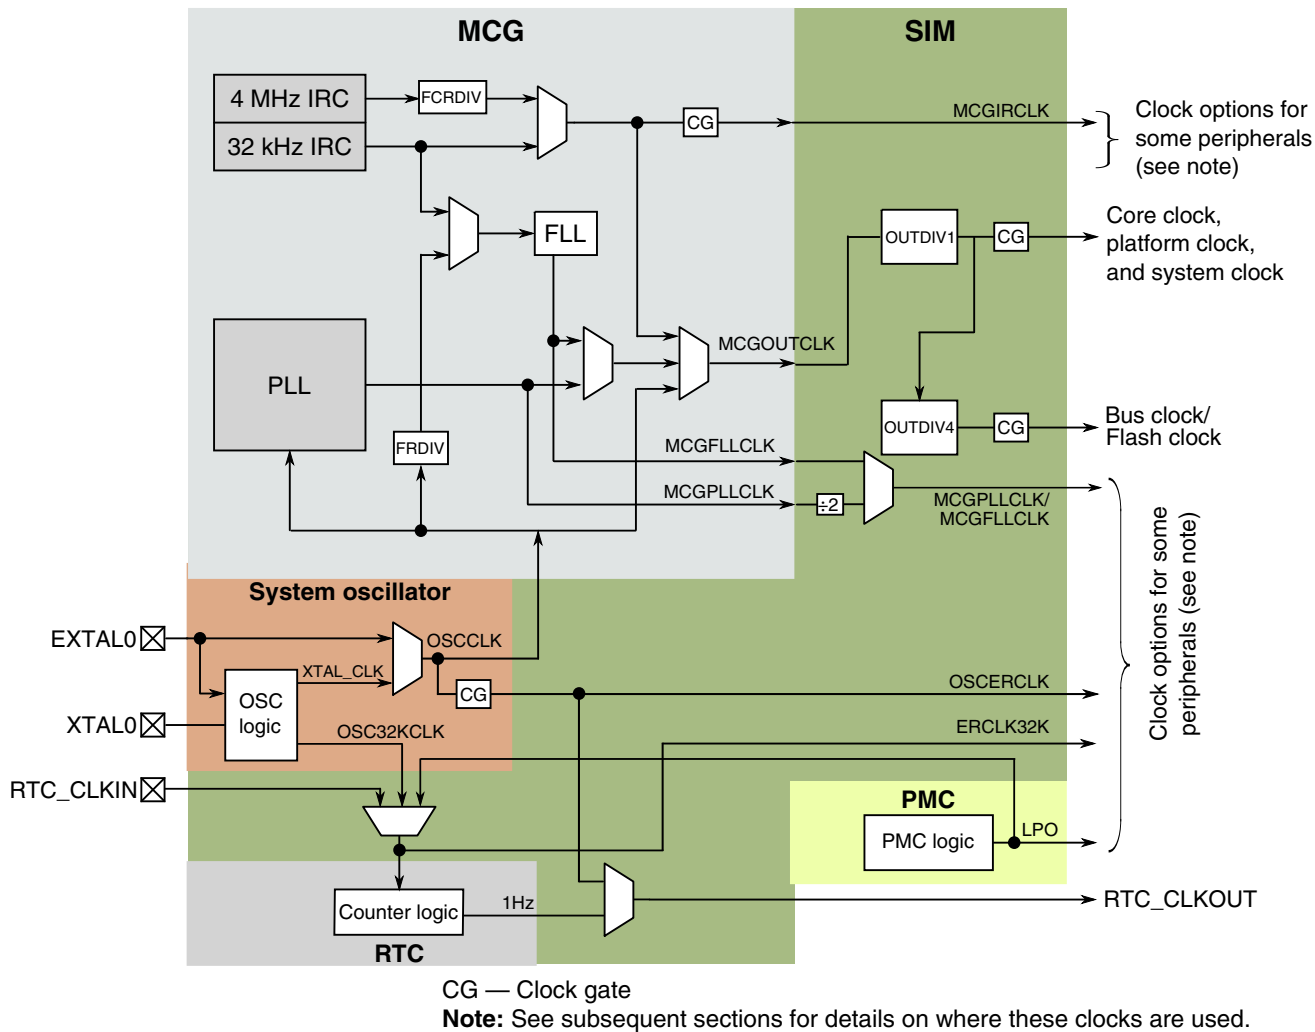 MCG
SIM
4 MHz IRC
FCRDIV
32 kHz IRC
CG
MCGIRCLK
Clock options for
some peripherals
(see note)
FLL
OUTDIV1
CG
Core clock,
platform clock,
and system clock
PLL
MCGOUTCLK
FRDIV
OUTDIV4
CG
Bus clock/
Flash clock
MCGFLLCLK
MCGPLLCLK
÷2
MCGPLLCLK/
MCGFLLCLK
Clock options for some
peripherals (see note)
System oscillator
EXTAL0
OSCCLK
XTAL_CLK
OSC
logic
CG
OSCERCLK
XTAL0
OSC32KCLK
ERCLK32K
RTC_CLKIN
PMC
PMC logic
LPO
Counter logic
1Hz
RTC_CLKOUT
RTC
CG — Clock gate
Note: See subsequent sections for details on where these clocks are used.